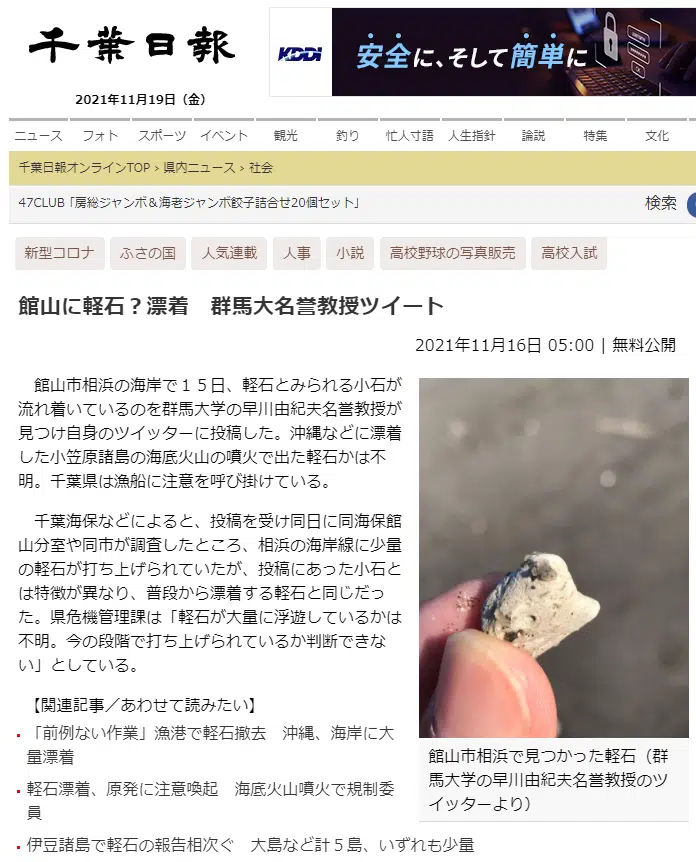 千葉日報
KDDI
安全に、そして簡単に
2021年11月19日（金）
ニュース フォト スポーツ イベント 観光 釣り 忙人寸語 人生指針 論説 特集 文化
千葉日報オンラインTOP › 県内ニュース › 社会
47CLUB「房総ジャンボ＆海老ジャンボ餃子詰合せ20個セット」
検索
新型コロナ ふさの国 人気連載 人事 小説 高校野球の写真販売 高校入試
館山に軽石？漂着　群馬大名誉教授ツイート
2021年11月16日 05:00 | 無料公開
館山市相浜の海岸で１５日、軽石とみられる小石が
流れ着いているのを群馬大学の早川由紀夫名誉教授が
見つけ自身のツイッターに投稿した。沖縄などに漂着
した小笠原諸島の海底火山の噴火で出た軽石かは不
明。千葉県は漁船に注意を呼び掛けている。
千葉海保などによると、投稿を受け同日に同海保館
山分室や同市が調査したところ、相浜の海岸線に少量
の軽石が打ち上げられていたが、投稿にあった小石と
は特徴が異なり、普段から漂着する軽石と同じだっ
た。県危機管理課は「軽石が大量に浮遊しているかは
不明。今の段階で打ち上げられているか判断できな
い」としている。
館山市相浜で見つかった軽石（群
馬大学の早川由紀夫名誉教授のツ
イッターより）
【関連記事／あわせて読みたい】
「前例ない作業」漁港で軽石撤去　沖縄、海岸に大
量漂着
軽石漂着、原発に注意喚起　海底火山噴火で規制委
員
伊豆諸島で軽石の報告相次ぐ　大島など計５島、いずれも少量